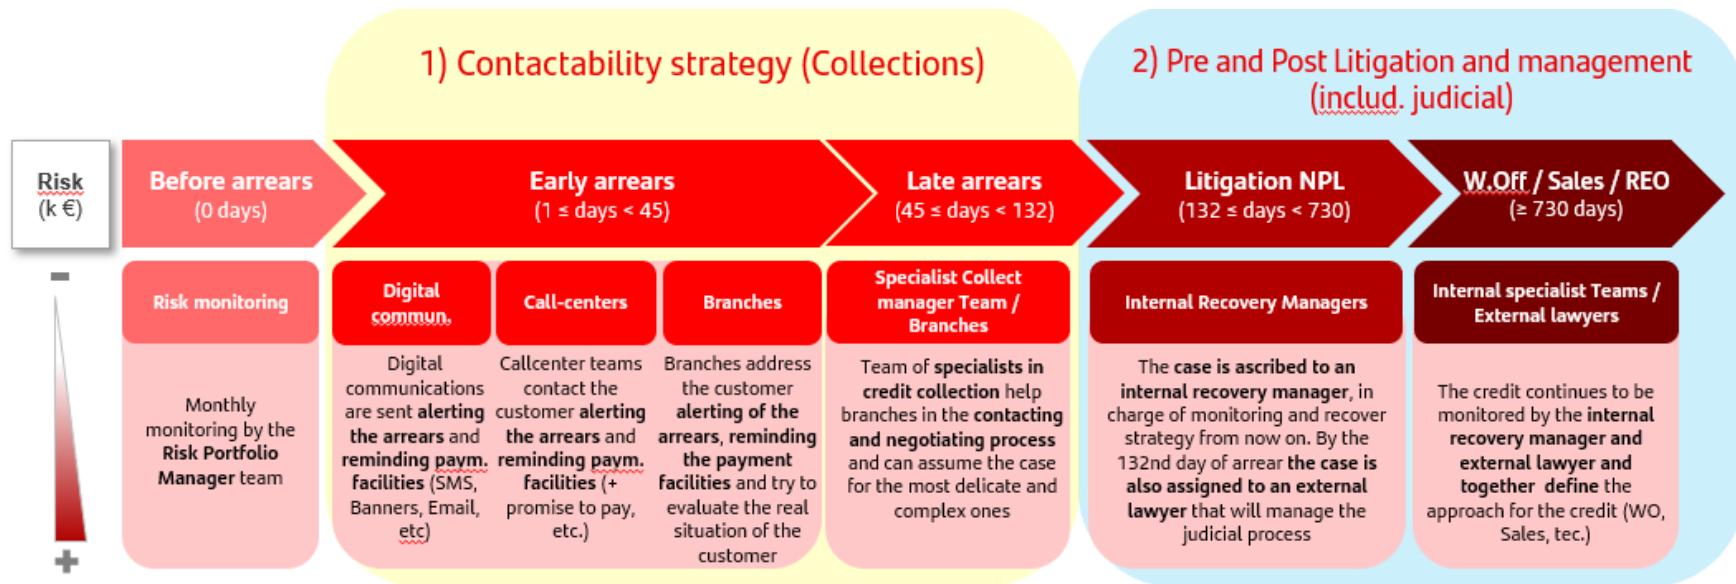 1) Contactability strategy (Collections)
2) Pre and Post Litigation and management
(includ. judicial)
Risk
(k €)
Before arrears
(0 days)
Early arrears
(1 ≤ days < 45)
Late arrears
(45 ≤ days < 132)
Litigation NPL
(132 ≤ days < 730)
W.Off / Sales / REO
(≥ 730 days)
-
+
Risk monitoring
Monthly
monitoring by the
Risk Portfolio
Manager team
Digital
commun.
Digital
communications
are sent alerting
the arrears and
reminding paym.
facilities (SMS,
Banners, Email,
etc)
Call-centers
Callcenter teams
contact the
customer alerting
the arrears and
reminding paym.
facilities (+
promise to pay,
etc.)
Branches
Branches address
the customer
alerting of the
arrears, reminding
the payment
facilities and try to
evaluate the real
situation of the
customer
Specialist Collect
manager Team /
Branches
Team of specialists in
credit collection help
branches in the contacting
and negotiating process
and can assume the case
for the most delicate and
complex ones
Internal Recovery Managers
The case is ascribed to an
internal recovery manager, in
charge of monitoring and recover
strategy from now on. By the
132nd day of arrear the case is
also assigned to an external
lawyer that will manage the
judicial process
Internal specialist Teams /
External lawyers
The credit continues to be
monitored by the internal
recovery manager and
external lawyer and
together define the
approach for the credit (WO,
Sales, tec.)